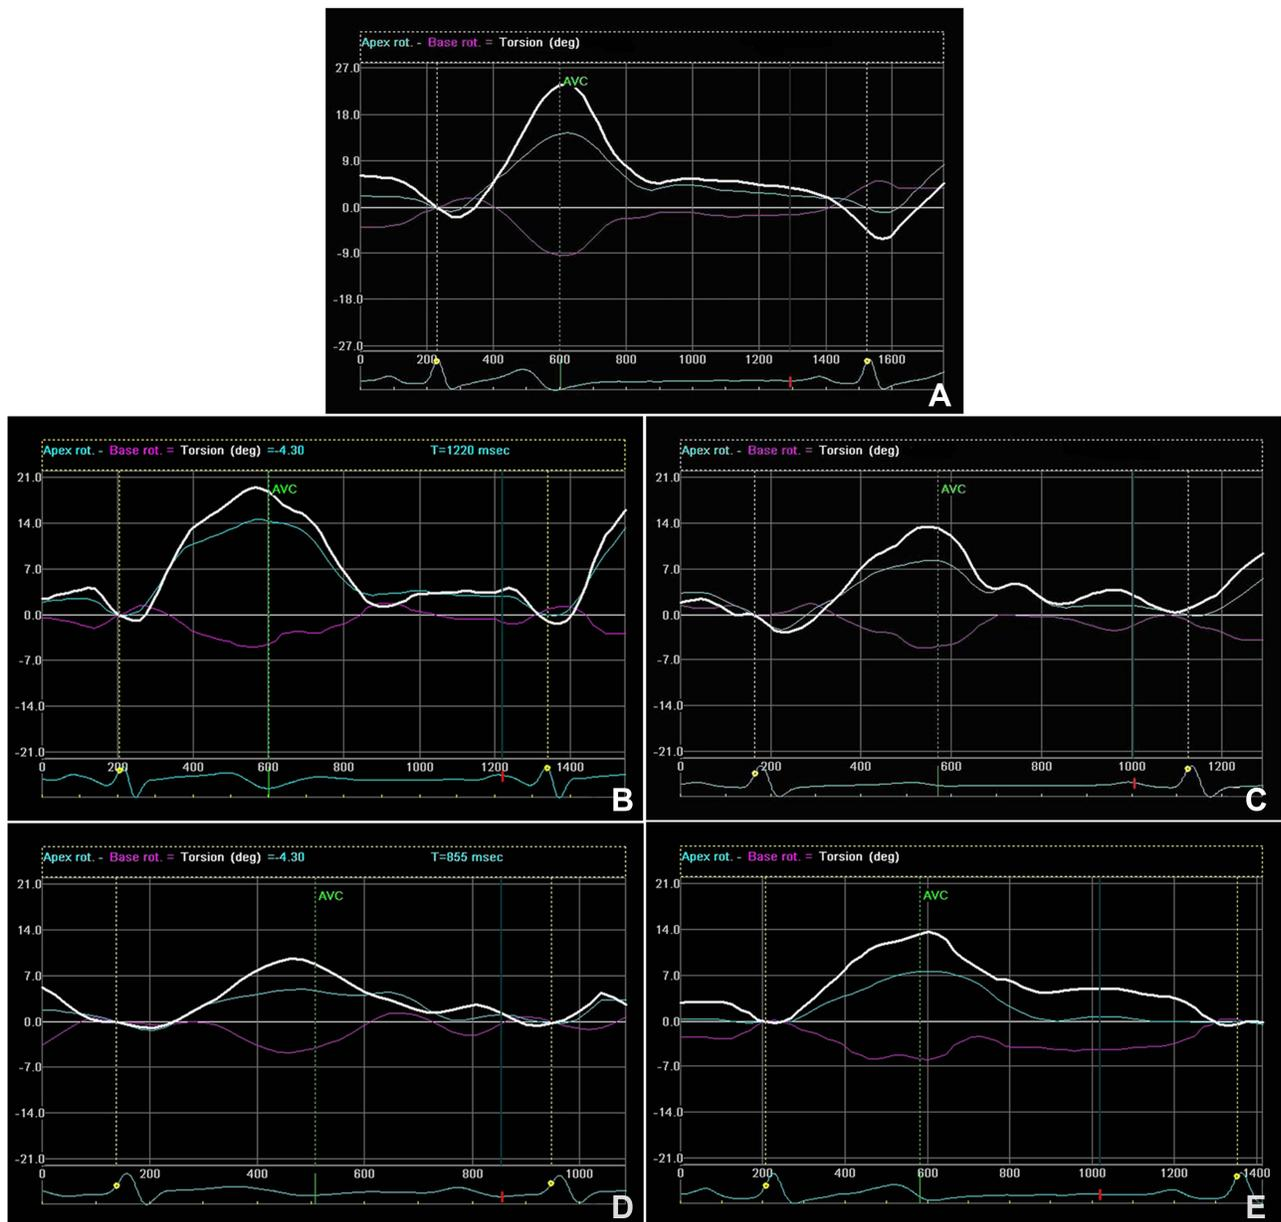 Apex rot. - Base rot. = Torsion (deg)
27.0
AVC
18.0
9.0
0.0
-9.0
-18.0
-27.0
0 200 400 600 800 1000 1200 1400 1600
A
Apex rot. - Base rot. = Torsion (deg) =-4.30 T=1220 msec
21.0
AVC
14.0
7.0
0.0
-7.0
-14.0
-21.0
0 200 400 600 800 1000 1200 1400
B
Apex rot. - Base rot. = Torsion (deg)
21.0
AVC
14.0
7.0
0.0
-7.0
-14.0
-21.0
0 200 400 600 800 1000 1200
C
Apex rot. - Base rot. = Torsion (deg) =-4.30 T=855 msec
21.0
AVC
14.0
7.0
0.0
-7.0
-14.0
-21.0
0 200 400 600 800 1000
D
Apex rot. - Base rot. = Torsion (deg)
21.0
AVC
14.0
7.0
0.0
-7.0
-14.0
-21.0
0 200 400 600 800 1000 1200 1400
E